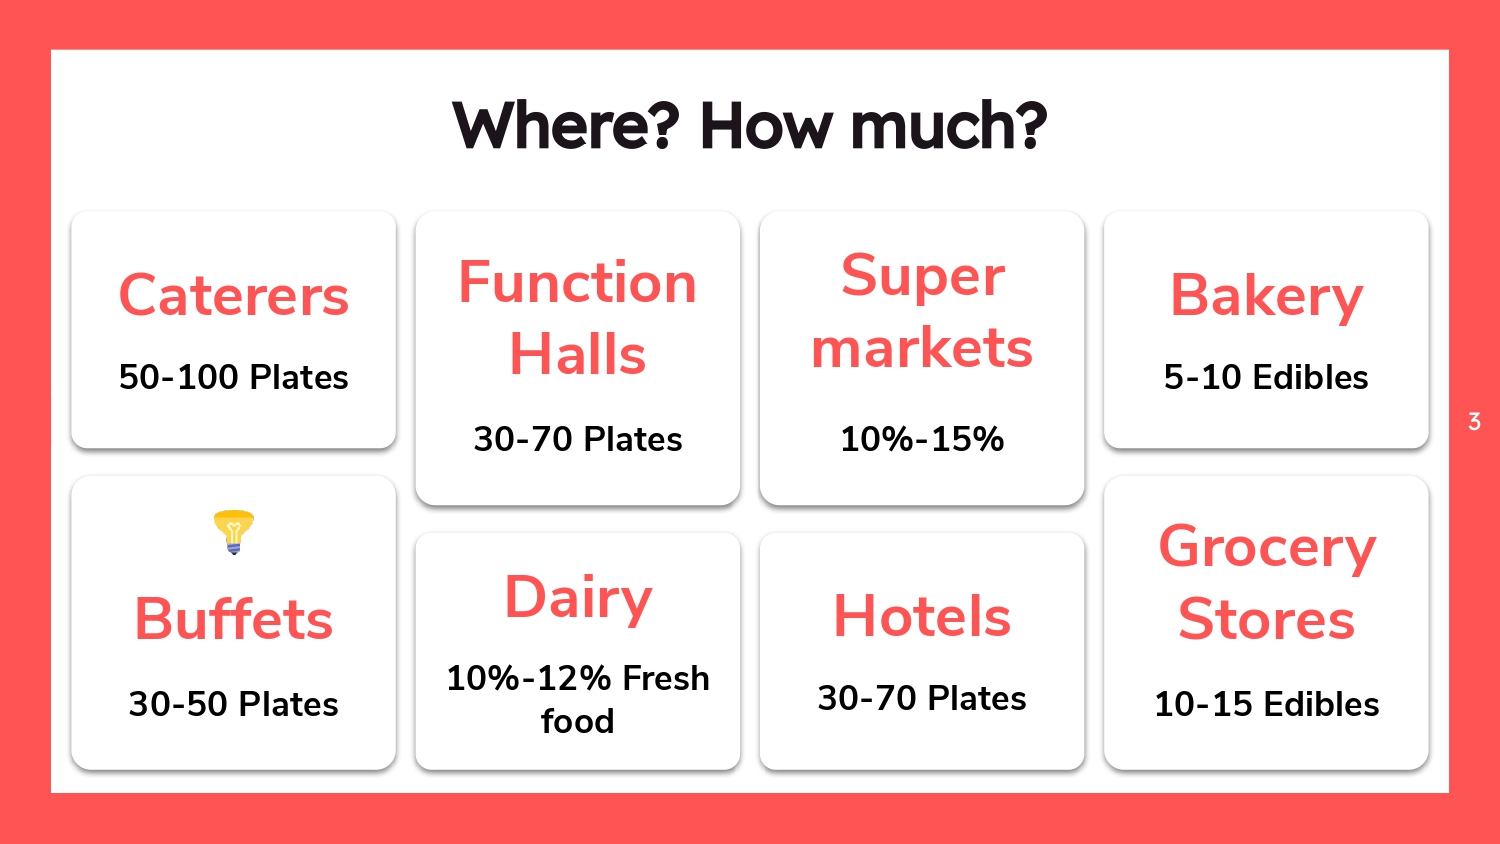 Where? How much?
Caterers
50-100 Plates
Function
Halls
30-70 Plates
Super
markets
10%-15%
Bakery
5-10 Edibles
3
Buffets
30-50 Plates
Dairy
10%-12% Fresh
food
Hotels
30-70 Plates
Grocery
Stores
10-15 Edibles